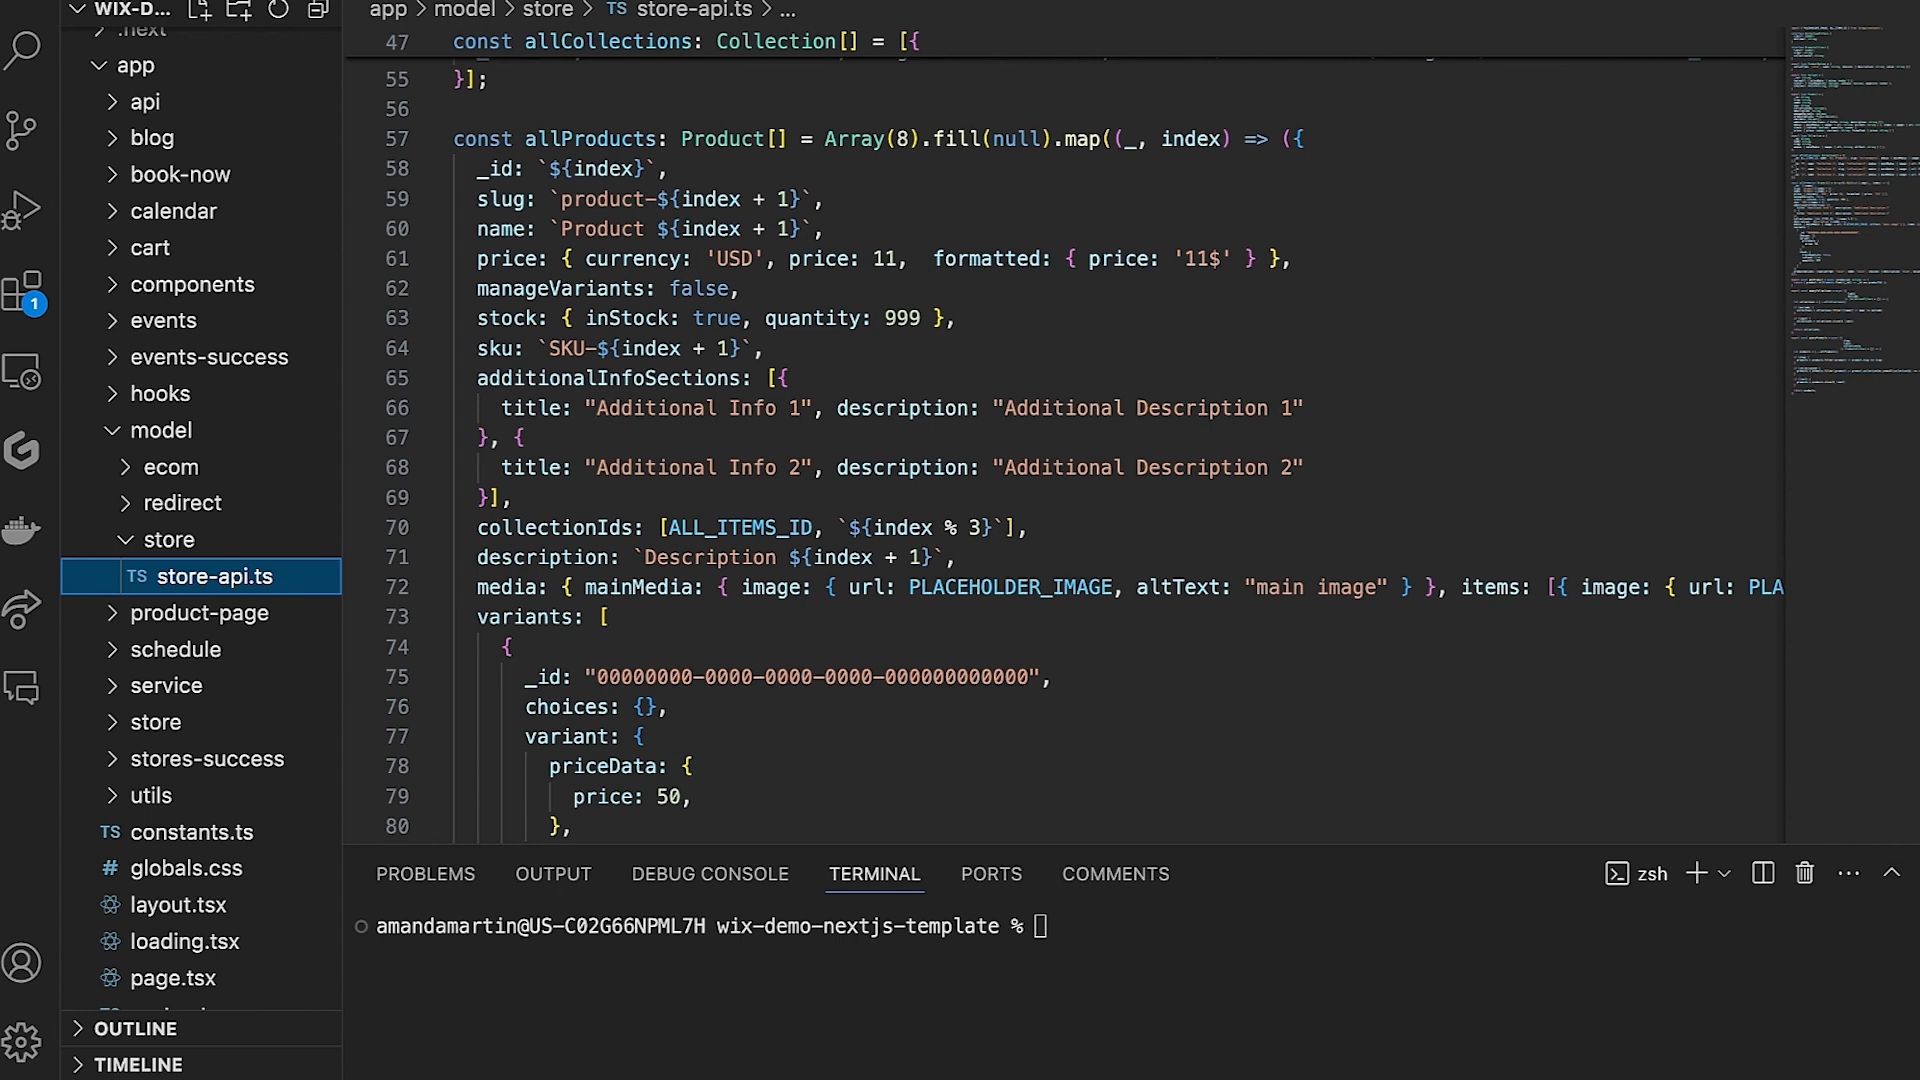 WIX-D...
.next
app
api
blog
book-now
calendar
cart
components
events
events-success
hooks
model
ecom
redirect
store
TS store-api.ts
product-page
schedule
service
store
stores-success
utils
TS constants.ts
# globals.css
layout.tsx
loading.tsx
page.tsx
OUTLINE
TIMELINE
1
app > model > store > TS store-api.ts > ...
47 const allCollections: Collection[] = [{
55 }];
56
57 const allProducts: Product[] = Array(8).fill(null).map((_, index) => ({
58 _id: `${index}`,
59 slug: `product-${index + 1}`,
60 name: `Product ${index + 1}`,
61 price: { currency: 'USD', price: 11,  formatted: { price: '11$' } },
62 manageVariants: false,
63 stock: { inStock: true, quantity: 999 },
64 sku: `SKU-${index + 1}`,
65 additionalInfoSections: [{
66 title: "Additional Info 1", description: "Additional Description 1"
67 }, {
68 title: "Additional Info 2", description: "Additional Description 2"
69 }],
70 collectionIds: [ALL_ITEMS_ID, `${index % 3}`],
71 description: `Description ${index + 1}`,
72 media: { mainMedia: { image: { url: PLACEHOLDER_IMAGE, altText: "main image" } }, items: [{ image: { url: PLA
73 variants: [
74 {
75 _id: "00000000-0000-0000-0000-000000000000",
76 choices: {},
77 variant: {
78 priceData: {
79 price: 50,
80 },
PROBLEMS OUTPUT DEBUG CONSOLE TERMINAL PORTS COMMENTS zsh
amandamartin@US-C02G66NPML7H wix-demo-nextjs-template %